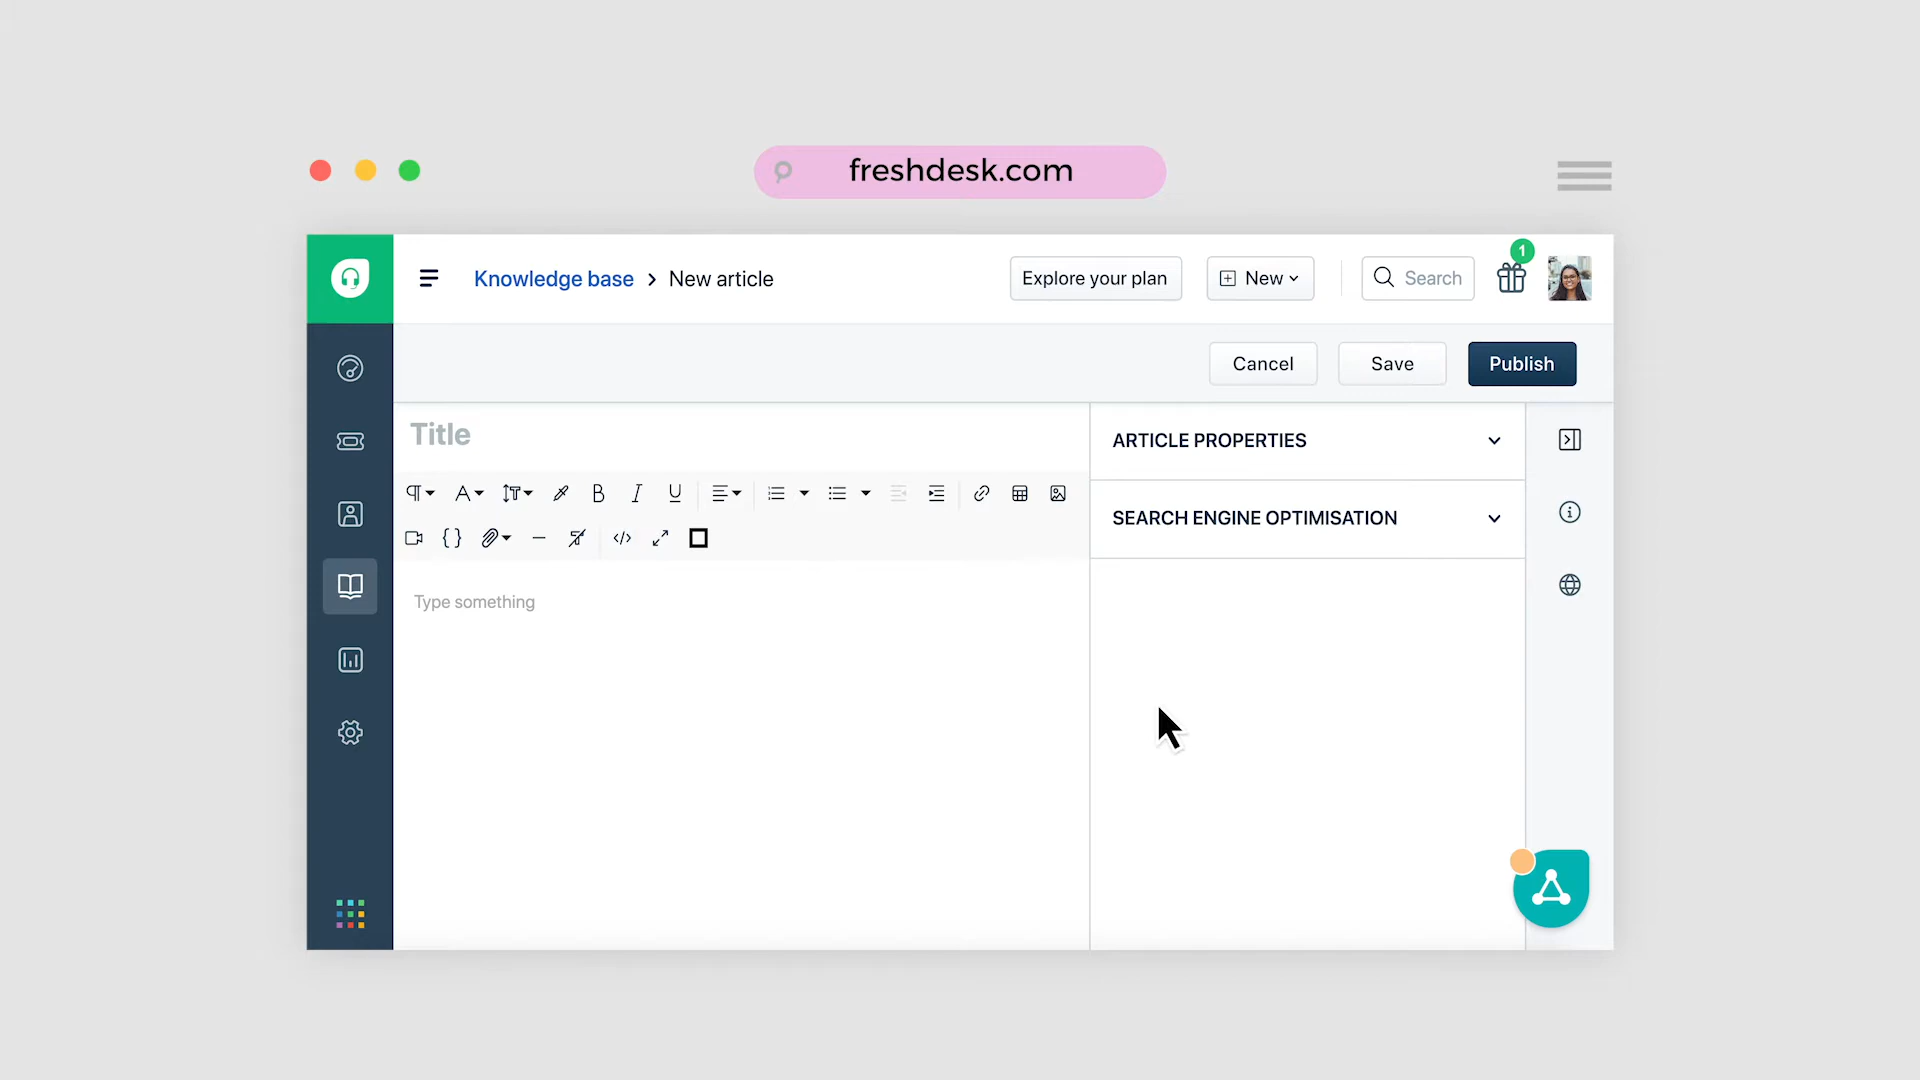 freshdesk.com
Knowledge base > New article
Explore your plan
New
Search
1
Cancel
Save
Publish
Title
ARTICLE PROPERTIES
SEARCH ENGINE OPTIMISATION
Type something